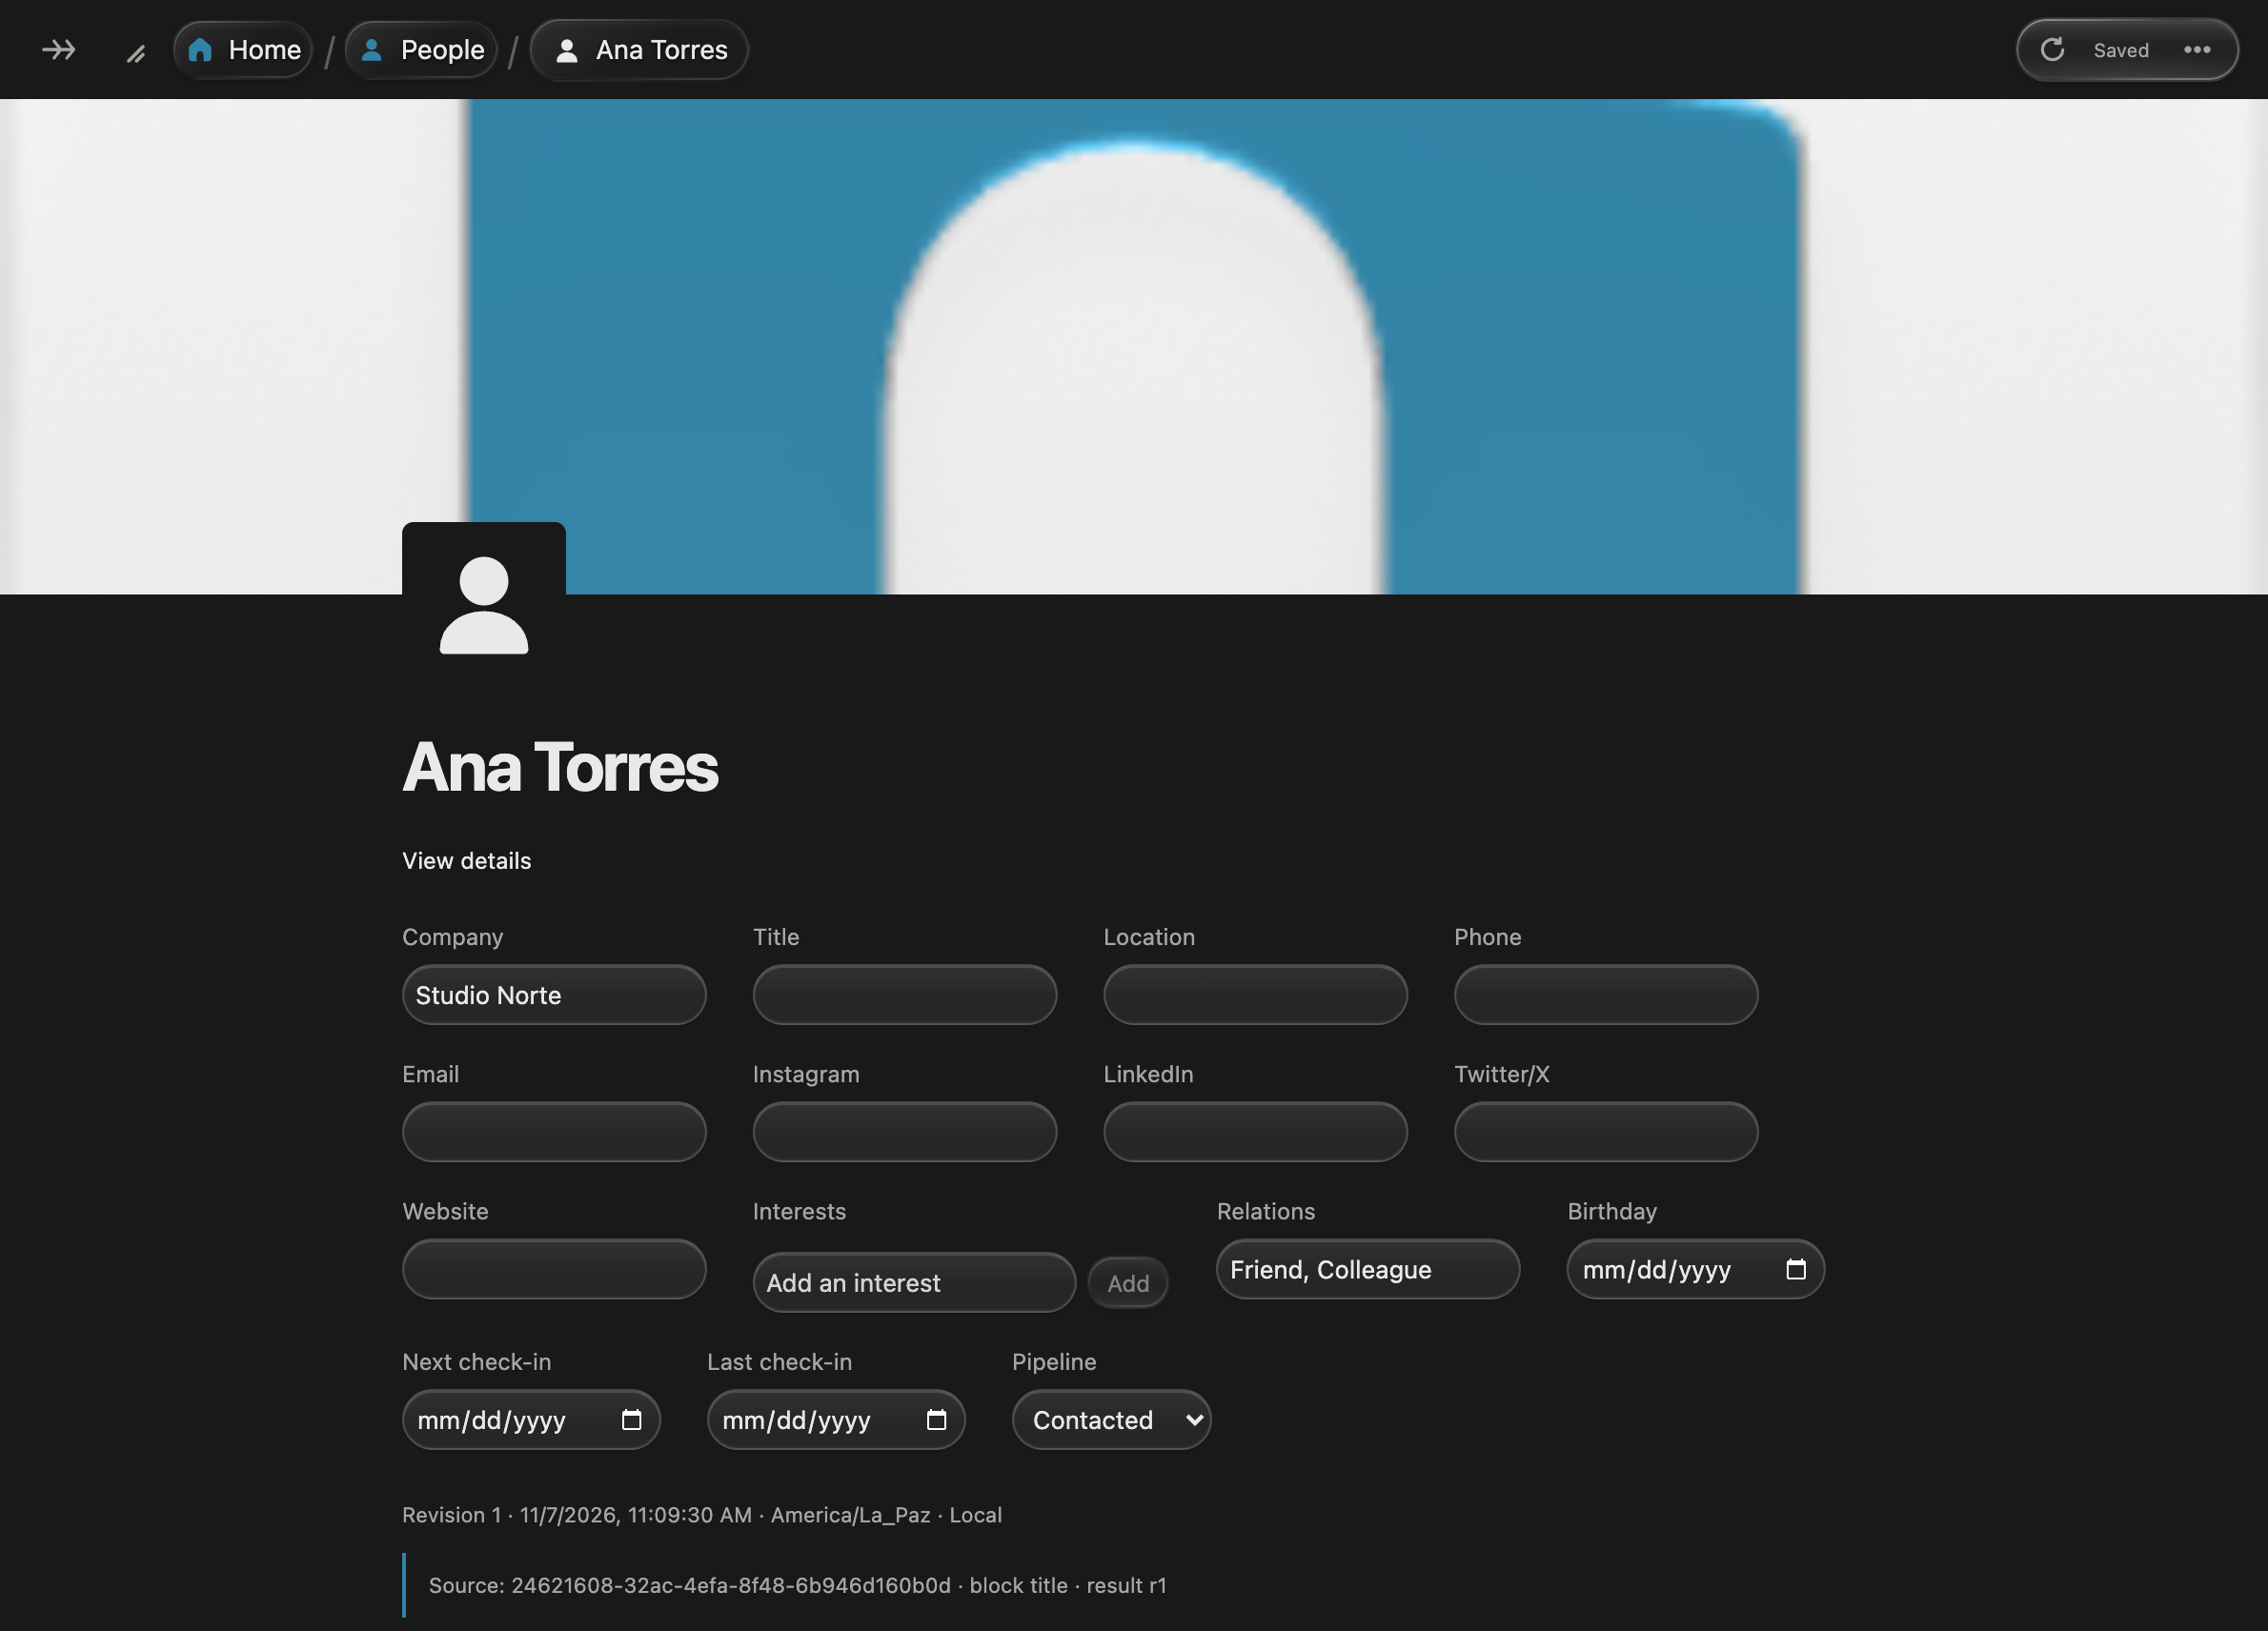 Home / People / Ana Torres
Saved
Ana Torres
View details
Company Title Location Phone
Studio Norte
Email Instagram LinkedIn Twitter/X
Website Interests Relations Birthday
Add an interest Add Friend, Colleague mm/dd/yyyy
Next check-in Last check-in Pipeline
mm/dd/yyyy mm/dd/yyyy Contacted
Revision 1 · 11/7/2026, 11:09:30 AM · America/La_Paz · Local
Source: 24621608-32ac-4efa-8f48-6b946d160b0d · block title · result r1